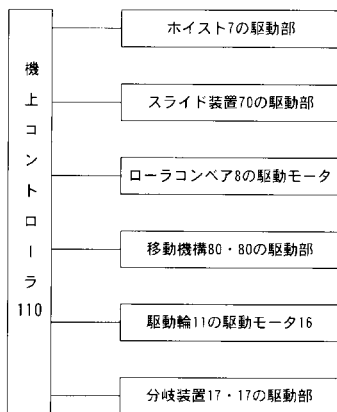 機上コントローラ110
ホイスト7の駆動部
スライド装置70の駆動部
ローラコンベア8の駆動モータ
移動機構80・80の駆動部
駆動輪11の駆動モータ16
分岐装置17・17の駆動部